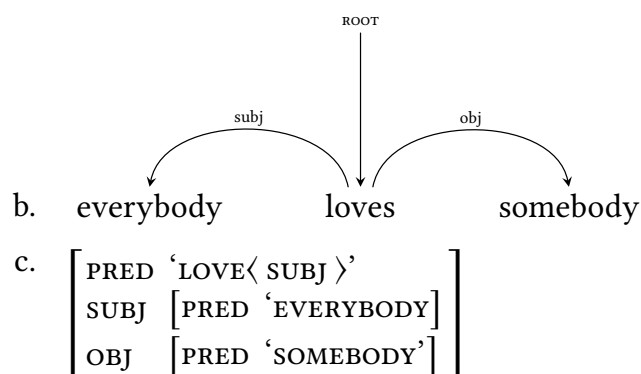 ROOT
subj obj
b. everybody loves somebody
c. [PRED ‘LOVE⟨ SUBJ ⟩’
SUBJ [PRED ‘EVERYBODY]
OBJ [PRED ‘SOMEBODY’]]